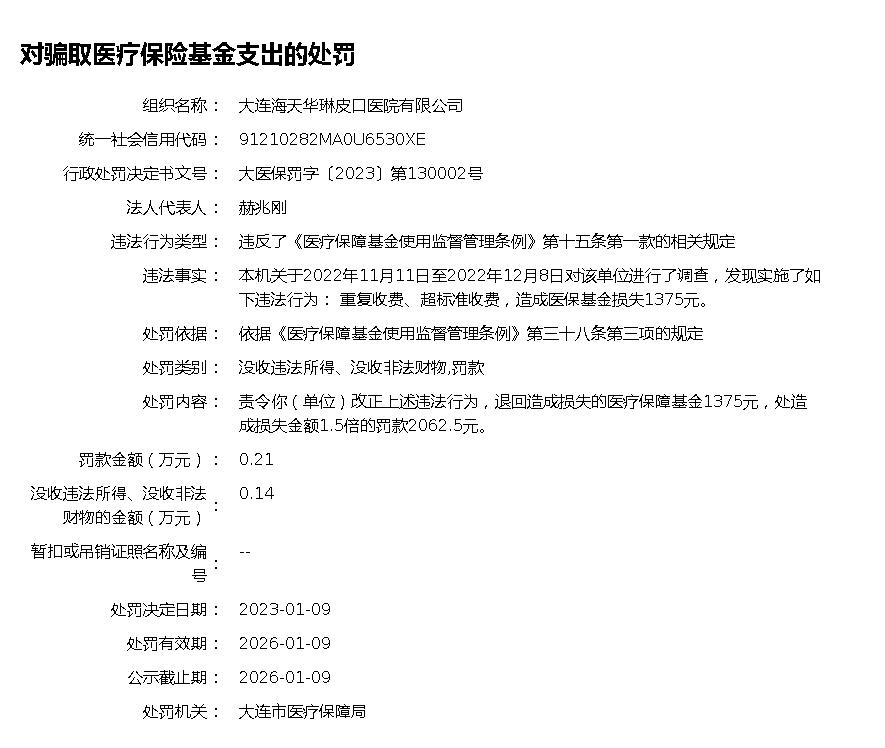 对骗取医疗保险基金支出的处罚
组织名称： 大连海天华琳皮口医院有限公司
统一社会信用代码： 91210282MA0U6530XE
行政处罚决定书文号： 大医保罚字〔2023〕第130002号
法人代表人： 赫兆刚
违法行为类型： 违反了《医疗保障基金使用监督管理条例》第十五条第一款的相关规定
违法事实： 本机关于2022年11月11日至2022年12月8日对该单位进行了调查，发现实施了如
下违法行为： 重复收费、超标准收费，造成医保基金损失1375元。
处罚依据： 依据《医疗保障基金使用监督管理条例》第三十八条第三项的规定
处罚类别： 没收违法所得、没收非法财物,罚款
处罚内容： 责令你（单位）改正上述违法行为，退回造成损失的医疗保障基金1375元，处造
成损失金额1.5倍的罚款2062.5元。
罚款金额（万元）： 0.21
没收违法所得、没收非法
财物的金额（万元）： 0.14
暂扣或吊销证照名称及编
号： --
处罚决定日期： 2023-01-09
处罚有效期： 2026-01-09
公示截止期： 2026-01-09
处罚机关： 大连市医疗保障局